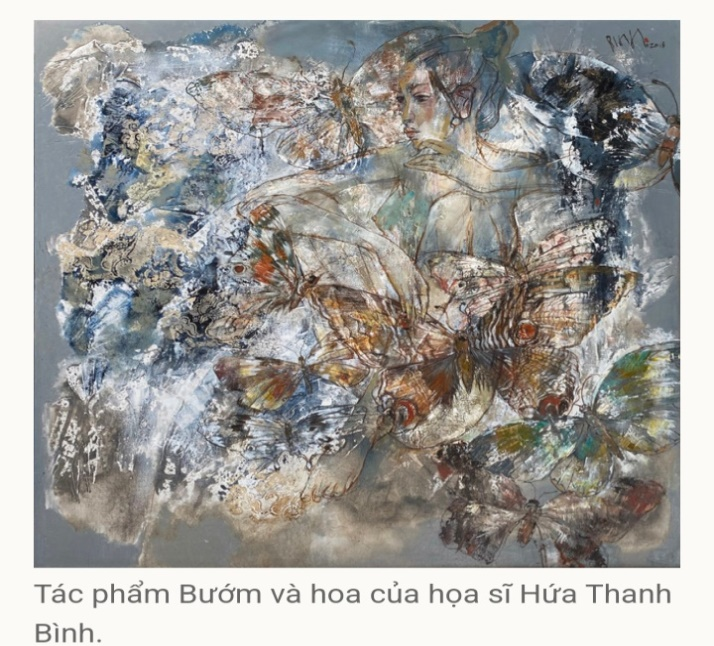 Tác phẩm Bướm và hoa của họa sĩ Hứa Thanh
Bình.